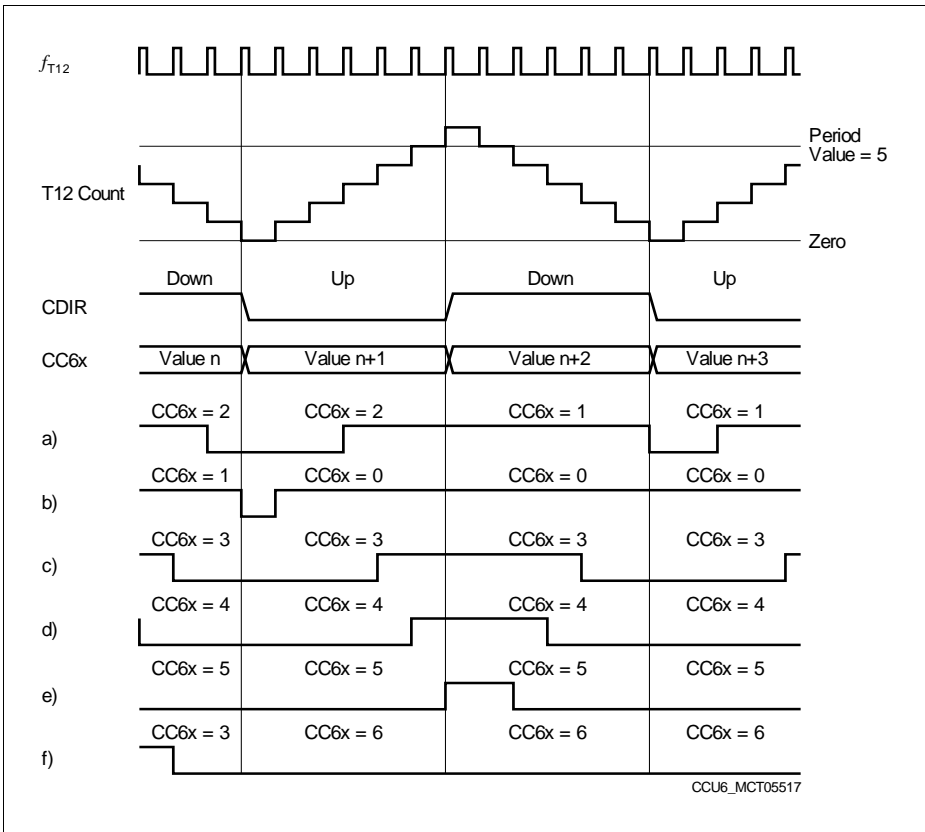 fT12
Period
Value = 5
T12 Count
Zero
Down Up Down Up
CDIR
CC6x Value n Value n+1 Value n+2 Value n+3
CC6x = 2 CC6x = 2 CC6x = 1 CC6x = 1
a)
CC6x = 1 CC6x = 0 CC6x = 0 CC6x = 0
b)
CC6x = 3 CC6x = 3 CC6x = 3 CC6x = 3
c)
CC6x = 4 CC6x = 4 CC6x = 4 CC6x = 4
d)
CC6x = 5 CC6x = 5 CC6x = 5 CC6x = 5
e)
CC6x = 3 CC6x = 6 CC6x = 6 CC6x = 6
f)
CCU6_MCT05517